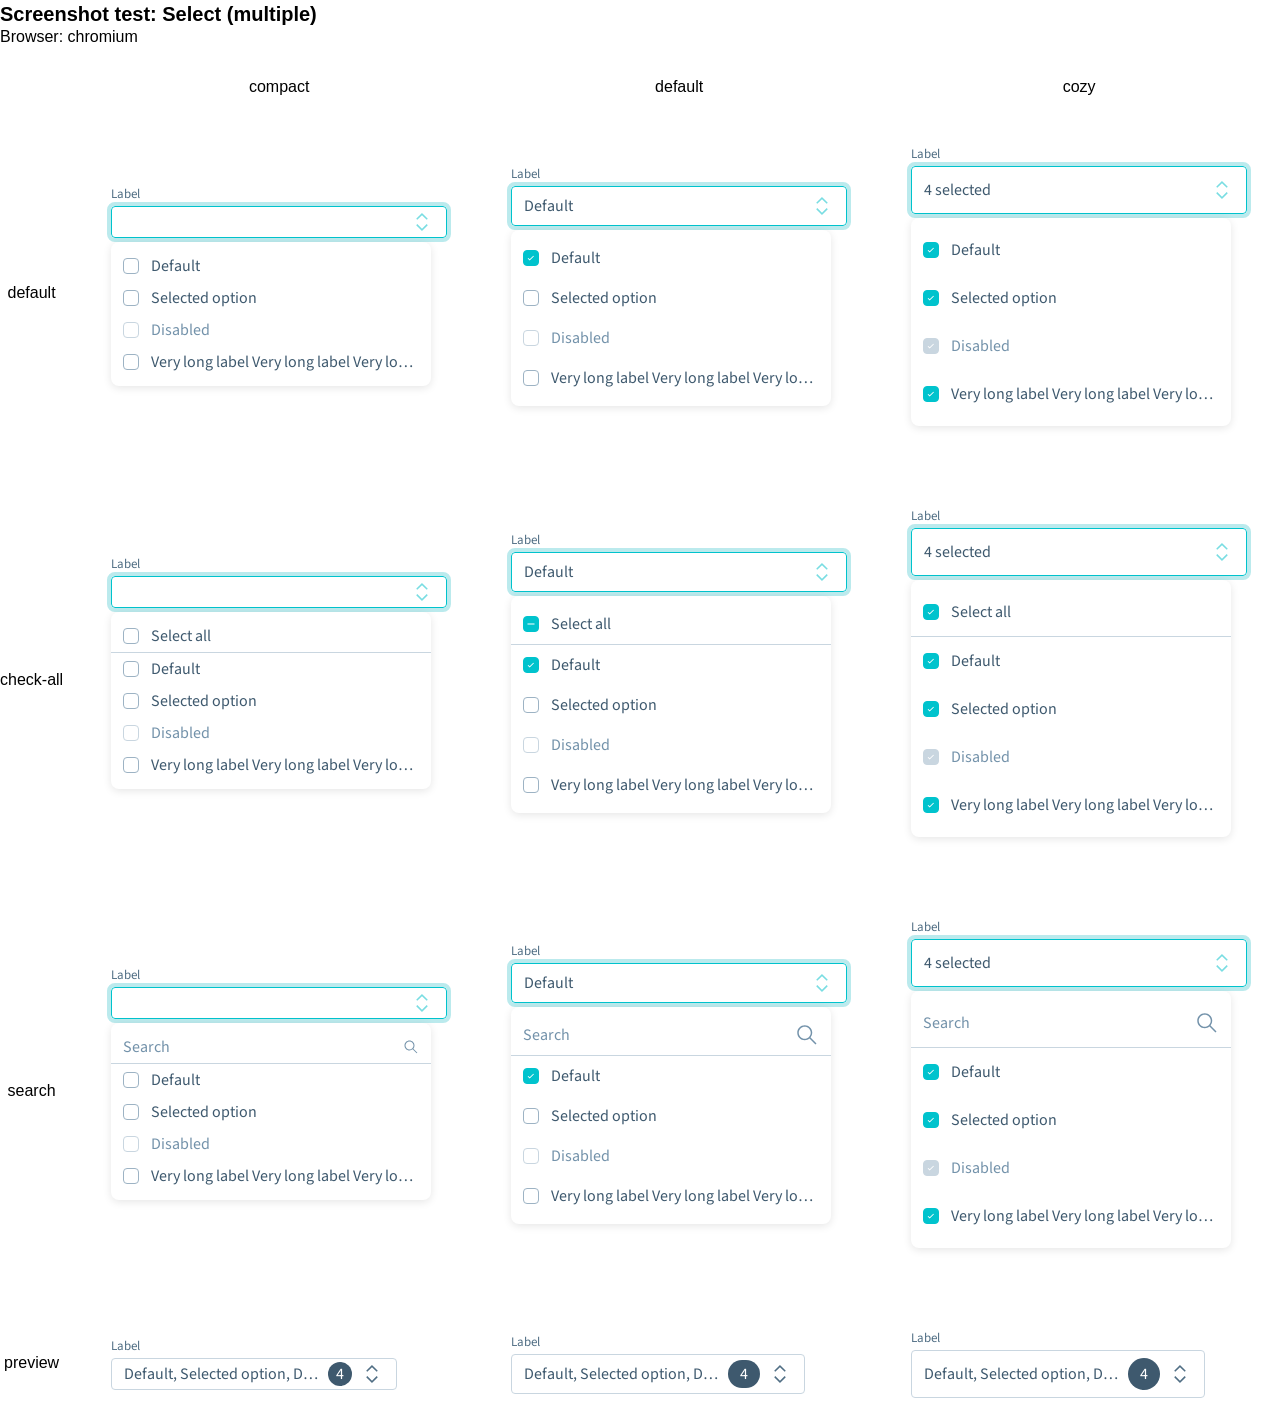 Screenshot test: Select (multiple)
Browser: chromium
compact
default
cozy
default
Label
Default
Selected option
Disabled
Very long label Very long label Very lo…
Label
Default
Default
Selected option
Disabled
Very long label Very long label Very lo…
Label
4 selected
Default
Selected option
Disabled
Very long label Very long label Very lo…
check-all
Label
Select all
Default
Selected option
Disabled
Very long label Very long label Very lo…
Label
Default
Select all
Default
Selected option
Disabled
Very long label Very long label Very lo…
Label
4 selected
Select all
Default
Selected option
Disabled
Very long label Very long label Very lo…
search
Label
Search
Default
Selected option
Disabled
Very long label Very long label Very lo…
Label
Default
Search
Default
Selected option
Disabled
Very long label Very long label Very lo…
Label
4 selected
Search
Default
Selected option
Disabled
Very long label Very long label Very lo…
preview
Label
Default, Selected option, D… 4
Label
Default, Selected option, D… 4
Label
Default, Selected option, D… 4